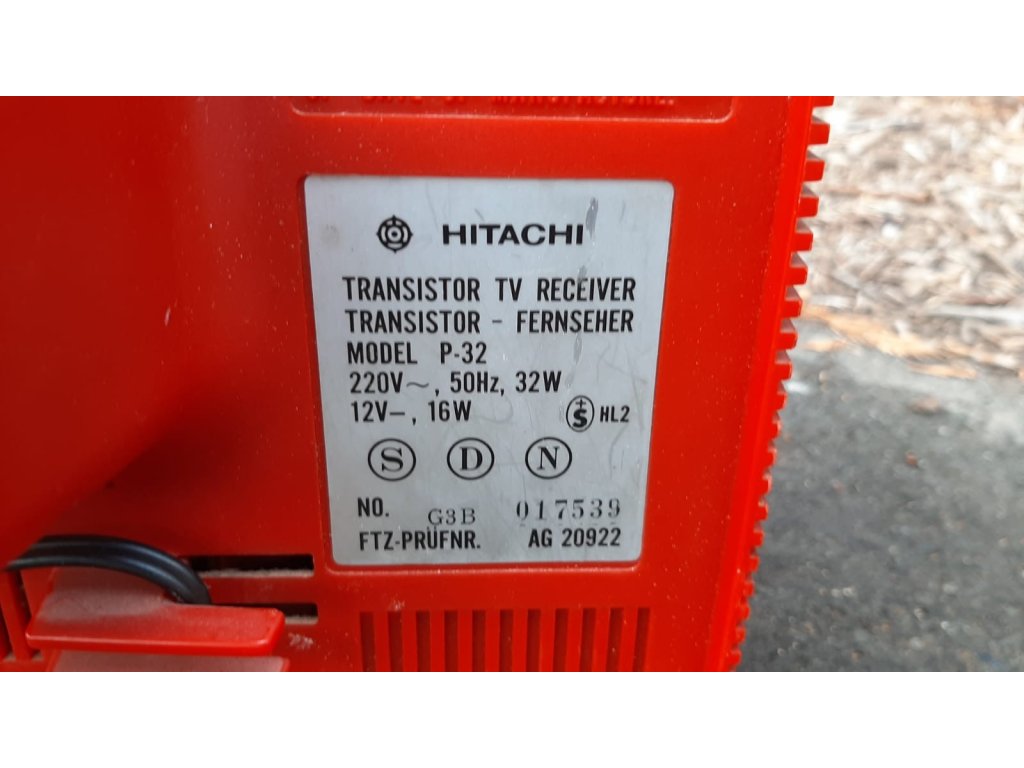 HITACHI
TRANSISTOR TV RECEIVER
TRANSISTOR - FERNSEHER
MODEL P-32
220V~, 50Hz, 32W
12V⎓, 16W Ⓢ HL2
Ⓢ Ⓓ Ⓝ
NO. G3B 017539
FTZ-PRÜFNR. AG 20922